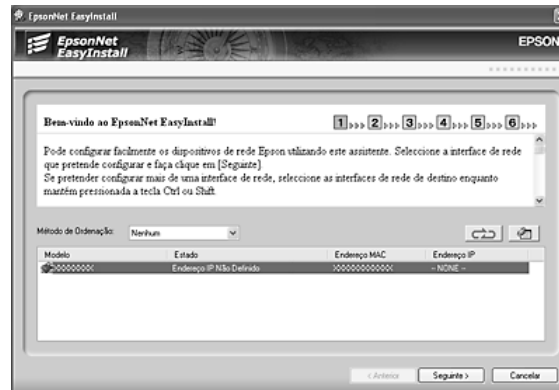 EpsonNet EasyInstall
EpsonNet
EasyInstall
EPSON
Bem-vindo ao EpsonNet EasyInstall!
1 2 3 4 5 6
Pode configurar facilmente os dispositivos de rede Epson utilizando este assistente. Seleccione a interface de rede
que pretende configurar e faça clique em [Seguinte]
Se pretender configurar mais de uma interface de rede, seleccione as interfaces de rede de destino enquanto
mantém pressionada a tecla Ctrl ou Shift.
Método de Ordenação: Nenhum
Modelo Estado Endereço MAC Endereço IP
XXXXXXXX Endereço IP Não Definido XXXXXXXXXXXX -- NONE --
< Anterior Seguinte > Cancelar